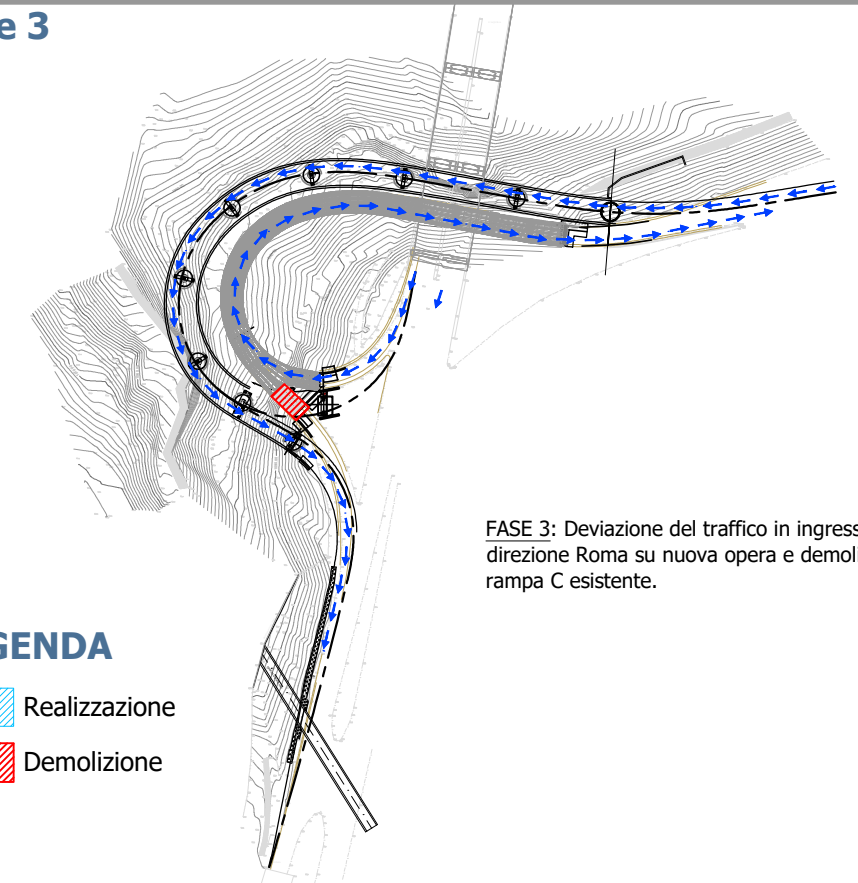 e 3
FASE 3: Deviazione del traffico in ingress
direzione Roma su nuova opera e demoli
rampa C esistente.
GENDA
Realizzazione
Demolizione